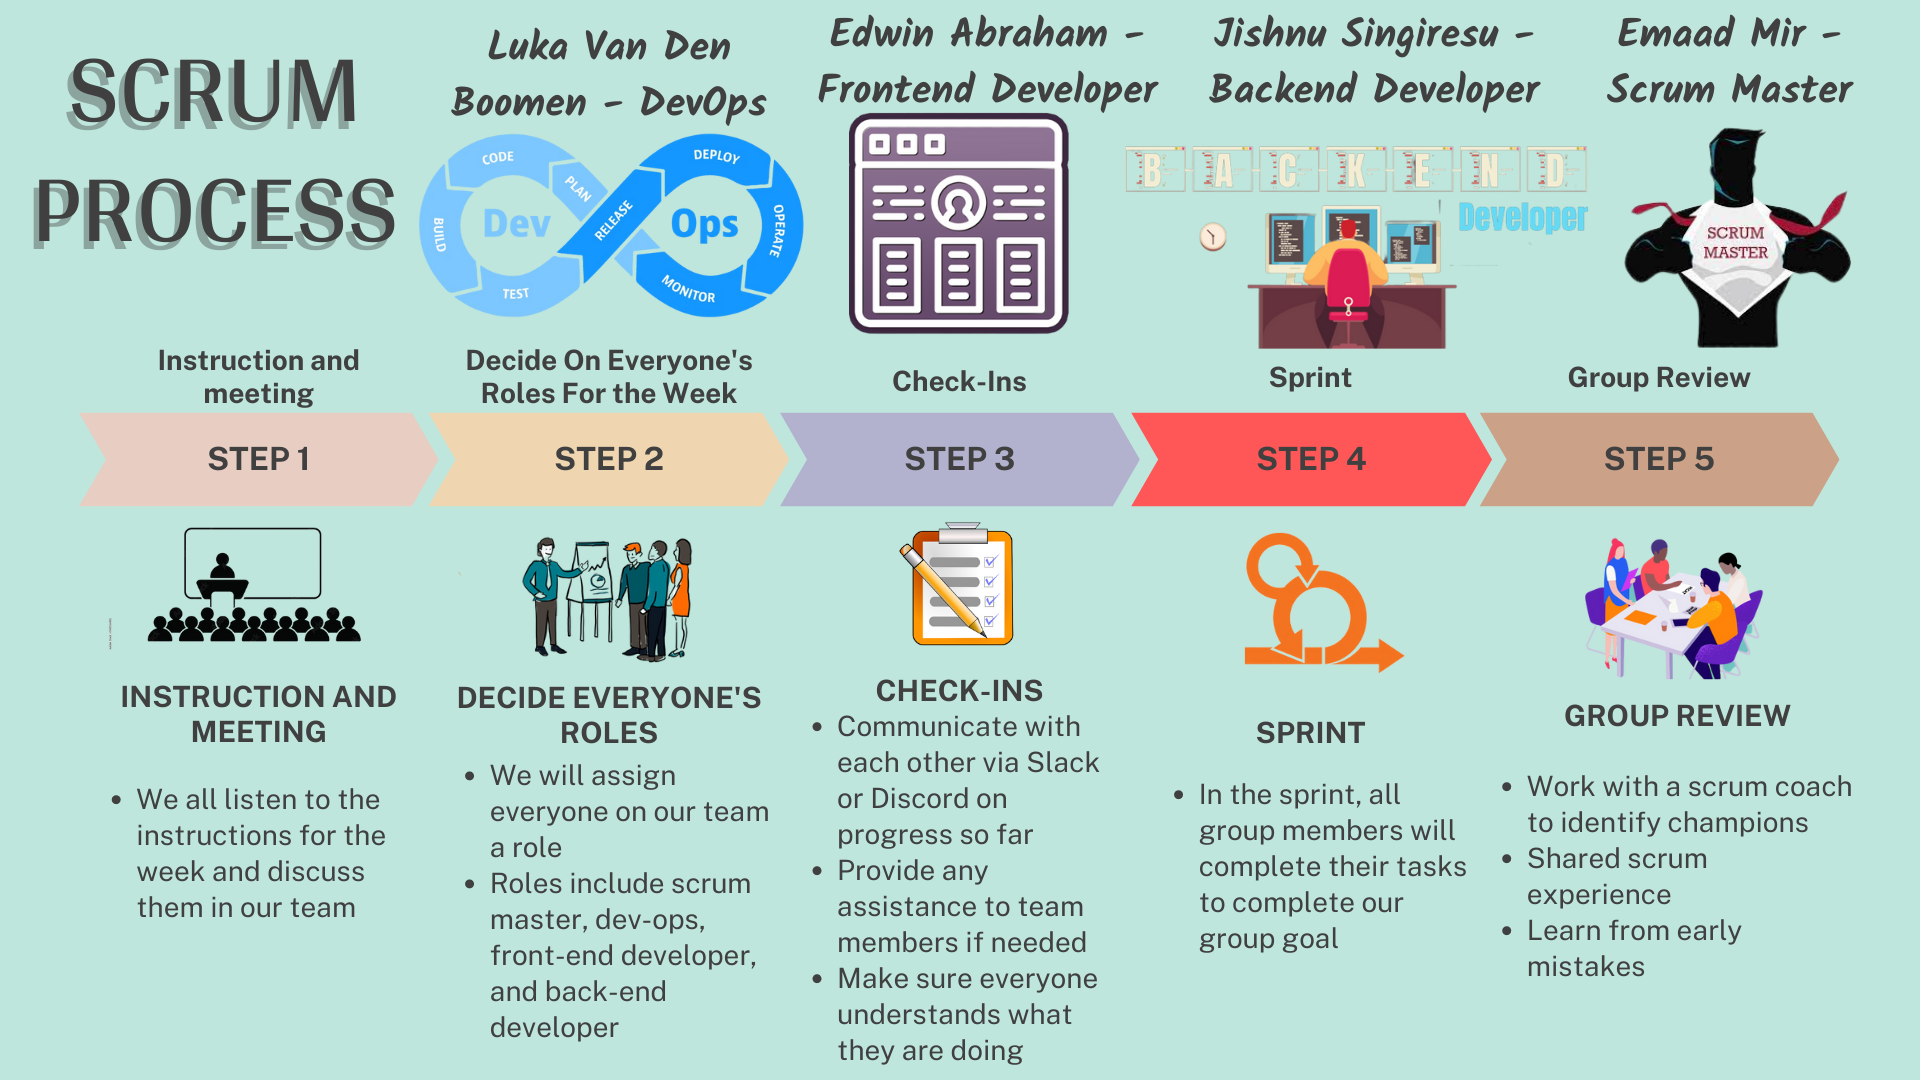 SCRUM
PROCESS
Luka Van Den
Boomen - DevOps
Edwin Abraham -
Frontend Developer
Jishnu Singiresu -
Backend Developer
Emaad Mir -
Scrum Master
CODE
PLAN
BUILD
TEST
Dev
RELEASE
DEPLOY
OPERATE
MONITOR
Ops
BACKEND
Developer
SCRUM
MASTER
Instruction and
meeting
Decide On Everyone's
Roles For the Week
Check-Ins
Sprint
Group Review
STEP 1
STEP 2
STEP 3
STEP 4
STEP 5
INSTRUCTION AND
MEETING
• We all listen to the
instructions for the
week and discuss
them in our team
DECIDE EVERYONE'S
ROLES
• We will assign
everyone on our team
a role
• Roles include scrum
master, dev-ops,
front-end developer,
and back-end
developer
CHECK-INS
• Communicate with
each other via Slack
or Discord on
progress so far
• Provide any
assistance to team
members if needed
• Make sure everyone
understands what
they are doing
SPRINT
• In the sprint, all
group members will
complete their tasks
to complete our
group goal
GROUP REVIEW
• Work with a scrum coach
to identify champions
• Shared scrum
experience
• Learn from early
mistakes